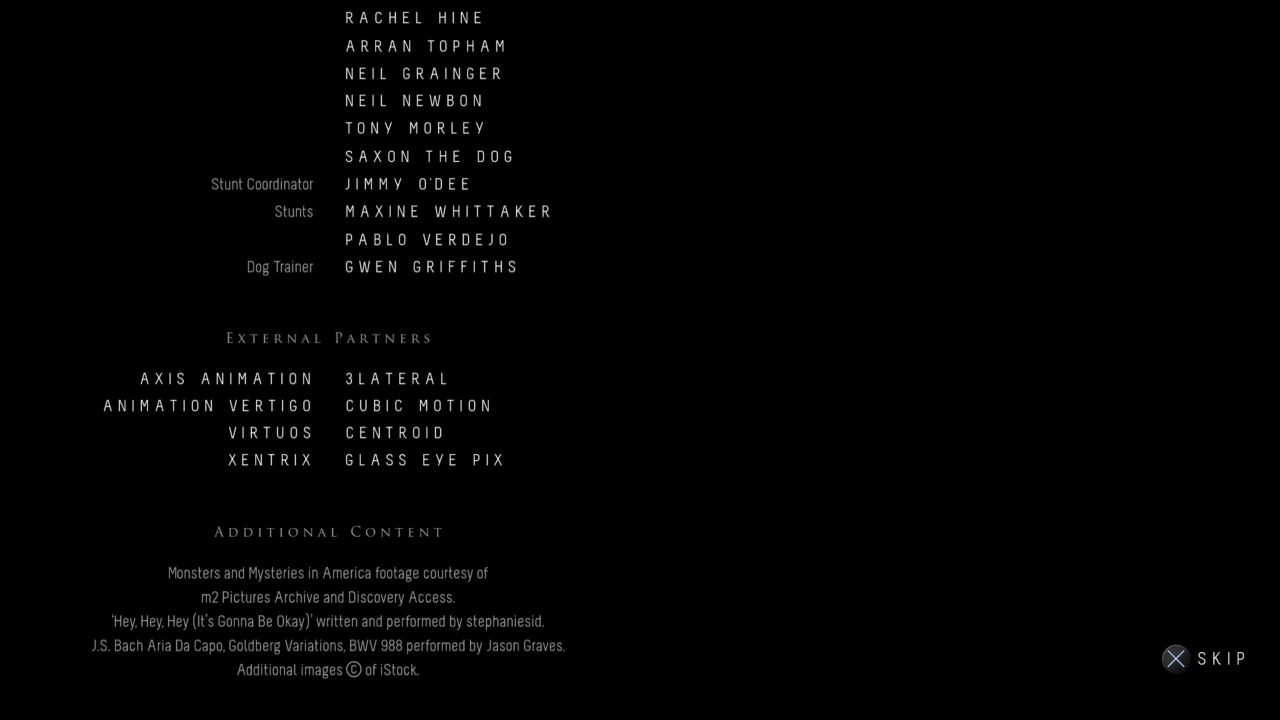 RACHEL HINE
ARRAN TOPHAM
NEIL GRAINGER
NEIL NEWBON
TONY MORLEY
SAXON THE DOG
Stunt Coordinator JIMMY O'DEE
Stunts MAXINE WHITTAKER
PABLO VERDEJO
Dog Trainer GWEN GRIFFITHS
EXTERNAL PARTNERS
AXIS ANIMATION 3LATERAL
ANIMATION VERTIGO CUBIC MOTION
VIRTUOS CENTROID
XENTRIX GLASS EYE PIX
ADDITIONAL CONTENT
Monsters and Mysteries in America footage courtesy of
m2 Pictures Archive and Discovery Access.
'Hey, Hey, Hey (It's Gonna Be Okay)' written and performed by stephaniesid.
J.S. Bach Aria Da Capo, Goldberg Variations, BWV 988 performed by Jason Graves.
Additional images © of iStock.
SKIP